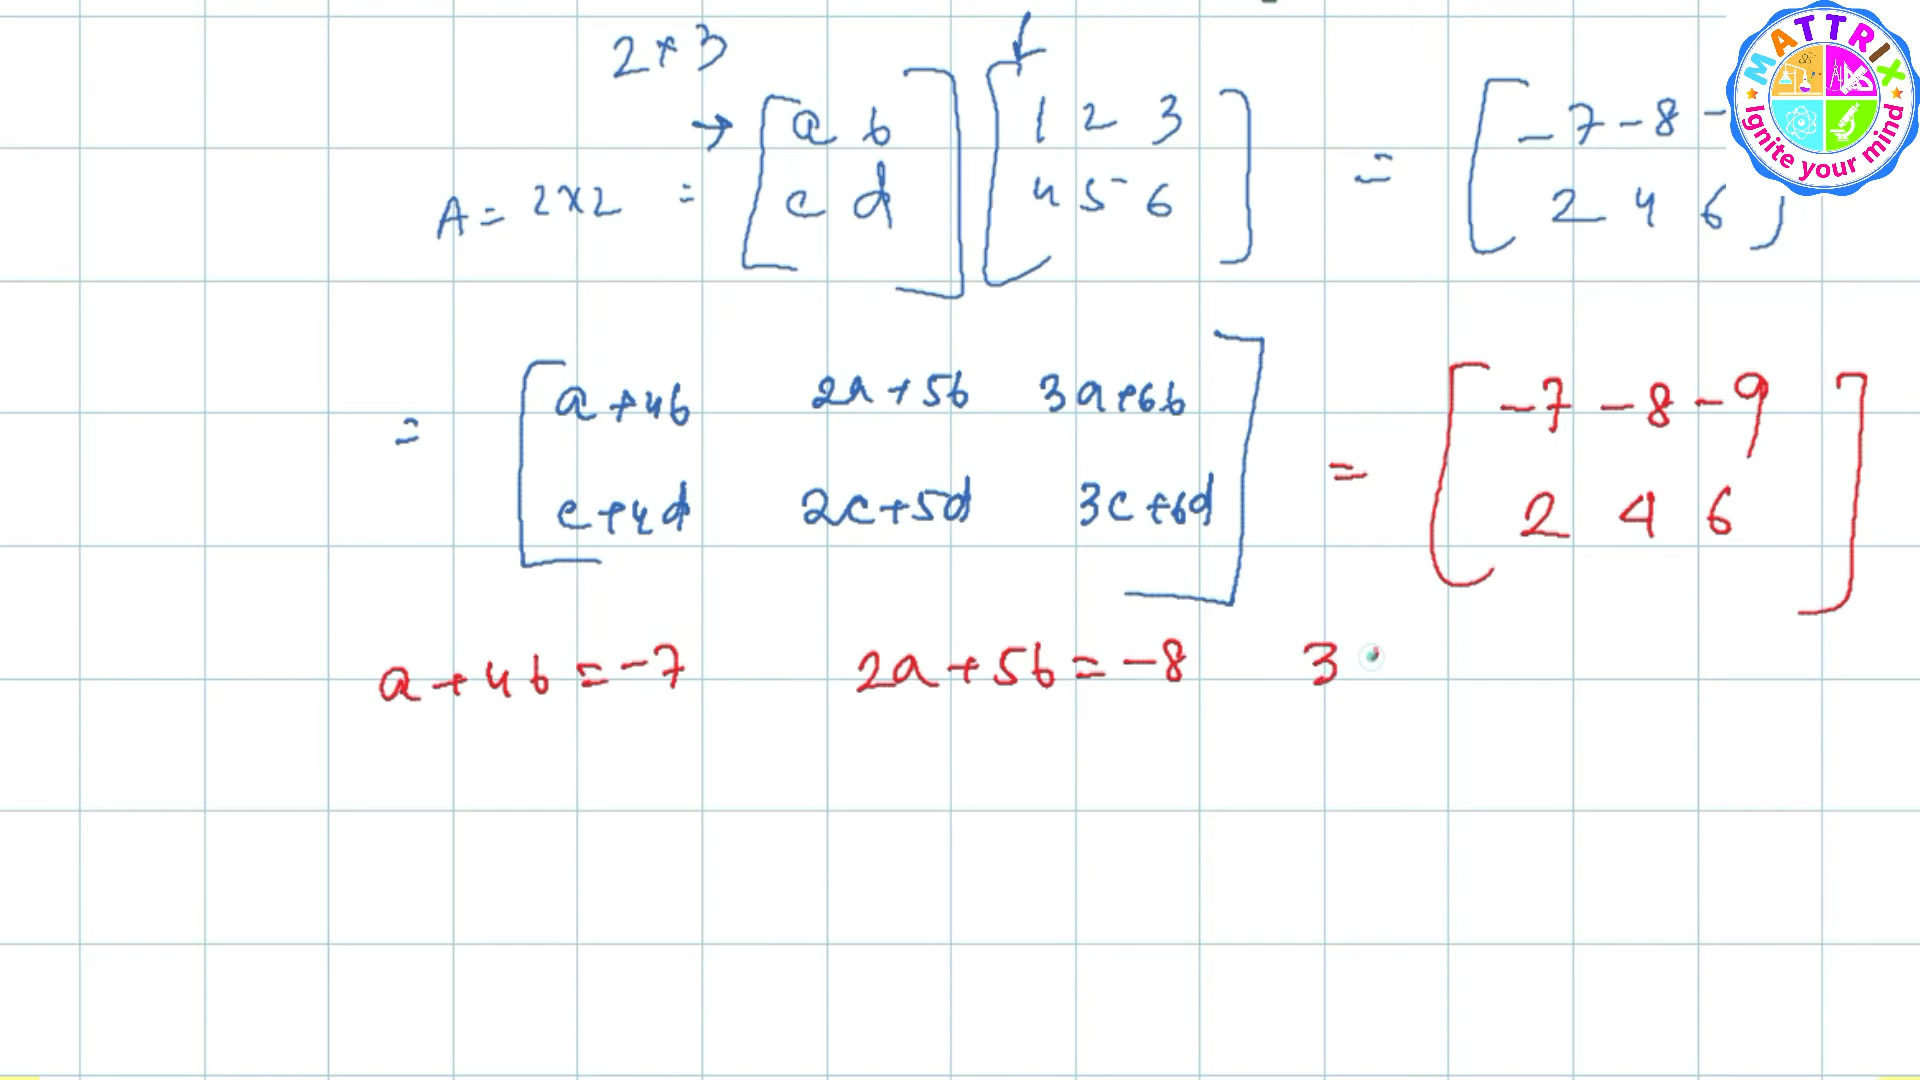 2 × 3
MATTRIX
Ignite your mind
A = 2×2 = [a b] [1 2 3] = [-7 -8 -
[c d] [4 5 6] [2 4 6]
= [a+4b 2a+5b 3a+6b] = [-7 -8 -9]
[c+4d 2c+5d 3c+6d] [2 4 6]
a+4b=-7 2a+5b=-8 3